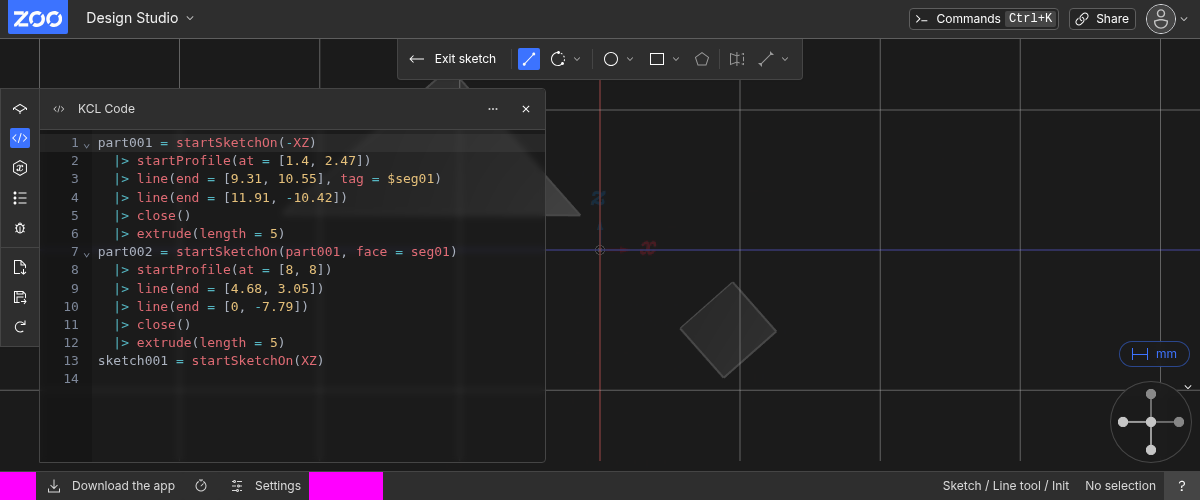 ZOO Design Studio
Commands Ctrl+K Share
Exit sketch
KCL Code
1 part001 = startSketchOn(-XZ)
2 |> startProfile(at = [1.4, 2.47])
3 |> line(end = [9.31, 10.55], tag = $seg01)
4 |> line(end = [11.91, -10.42])
5 |> close()
6 |> extrude(length = 5)
7 part002 = startSketchOn(part001, face = seg01)
8 |> startProfile(at = [8, 8])
9 |> line(end = [4.68, 3.05])
10 |> line(end = [0, -7.79])
11 |> close()
12 |> extrude(length = 5)
13 sketch001 = startSketchOn(XZ)
14
z
x
mm
Download the app Settings
Sketch / Line tool / Init No selection ?